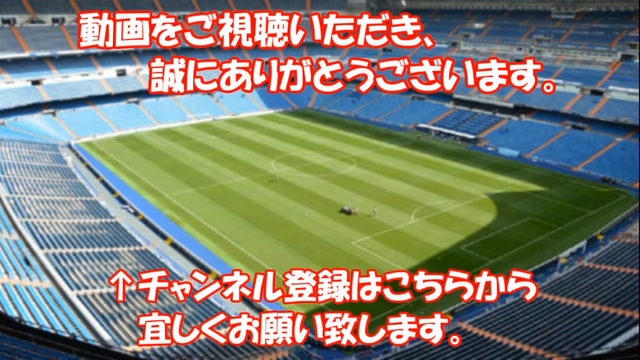 動画をご視聴いただき、
誠にありがとうございます。
↑チャンネル登録はこちらから
宜しくお願い致します。